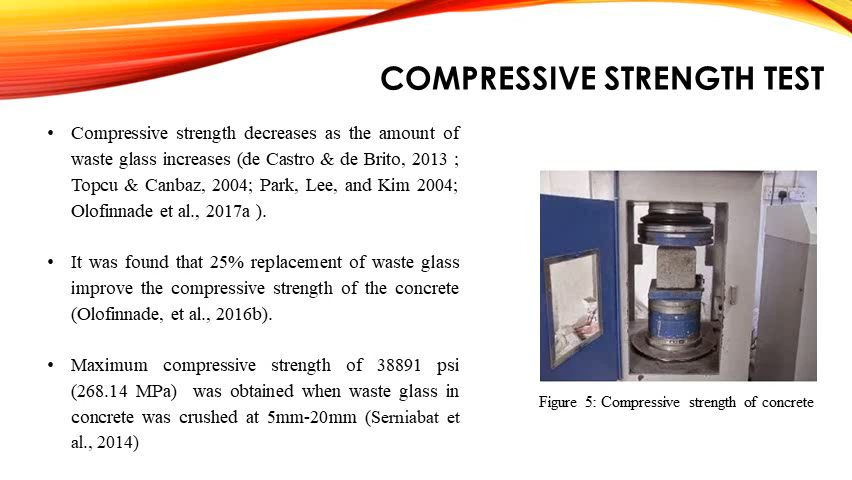 COMPRESSIVE STRENGTH TEST
• Compressive strength decreases as the amount of
waste glass increases (de Castro & de Brito, 2013 ;
Topcu & Canbaz, 2004; Park, Lee, and Kim 2004;
Olofinnade et al., 2017a ).
• It was found that 25% replacement of waste glass
improve the compressive strength of the concrete
(Olofinnade, et al., 2016b).
• Maximum compressive strength of 38891 psi
(268.14 MPa) was obtained when waste glass in
concrete was crushed at 5mm-20mm (Serniabat et
al., 2014)
Figure 5: Compressive strength of concrete